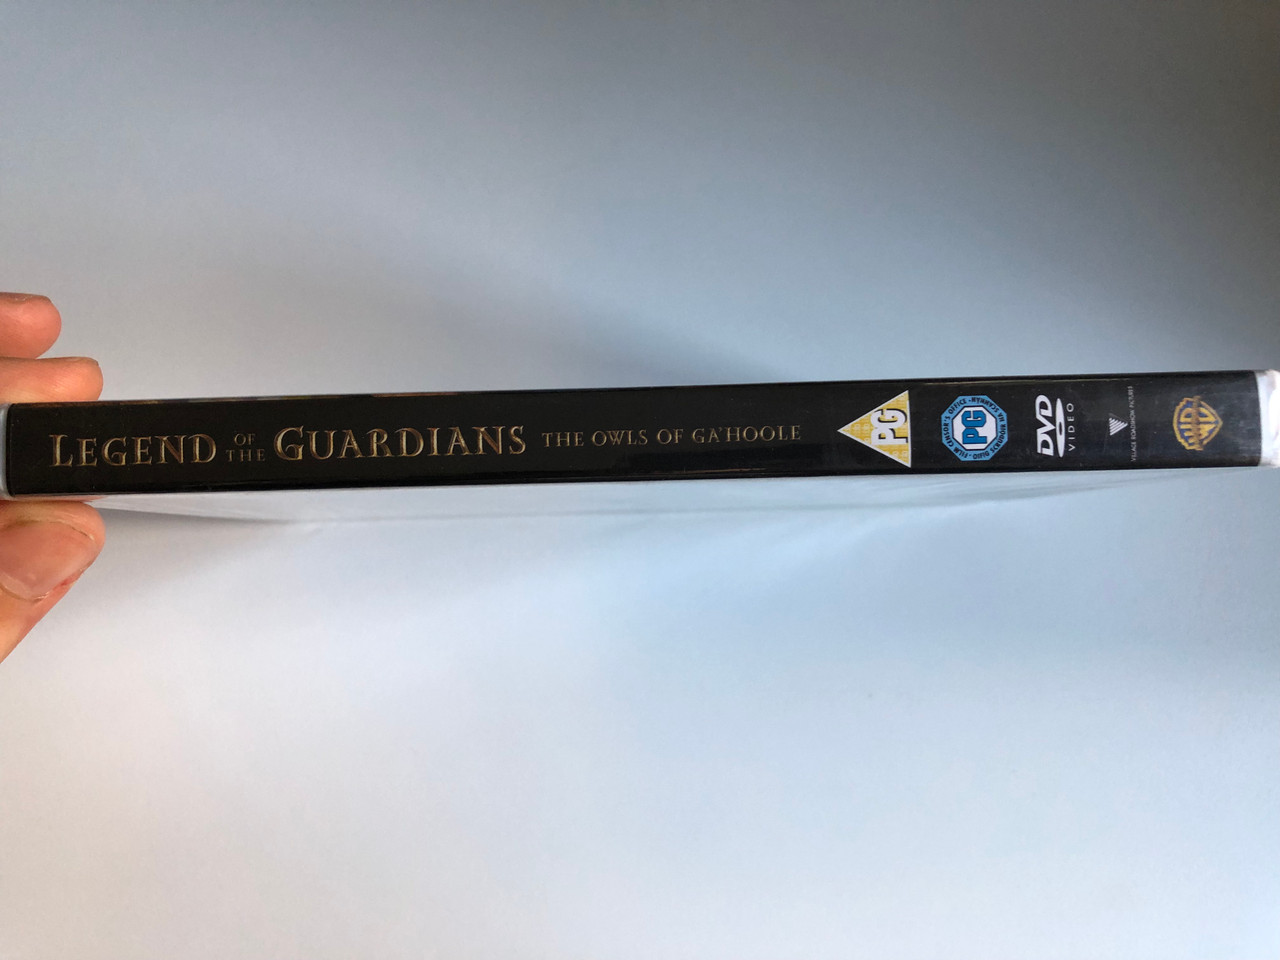 LEGEND OF THE GUARDIANS THE OWLS OF GA'HOOLE
PG
PG
FILM CENSOR'S OFFICE
DVD
VIDEO
VILLAGE ROADSHOW PICTURES
WB